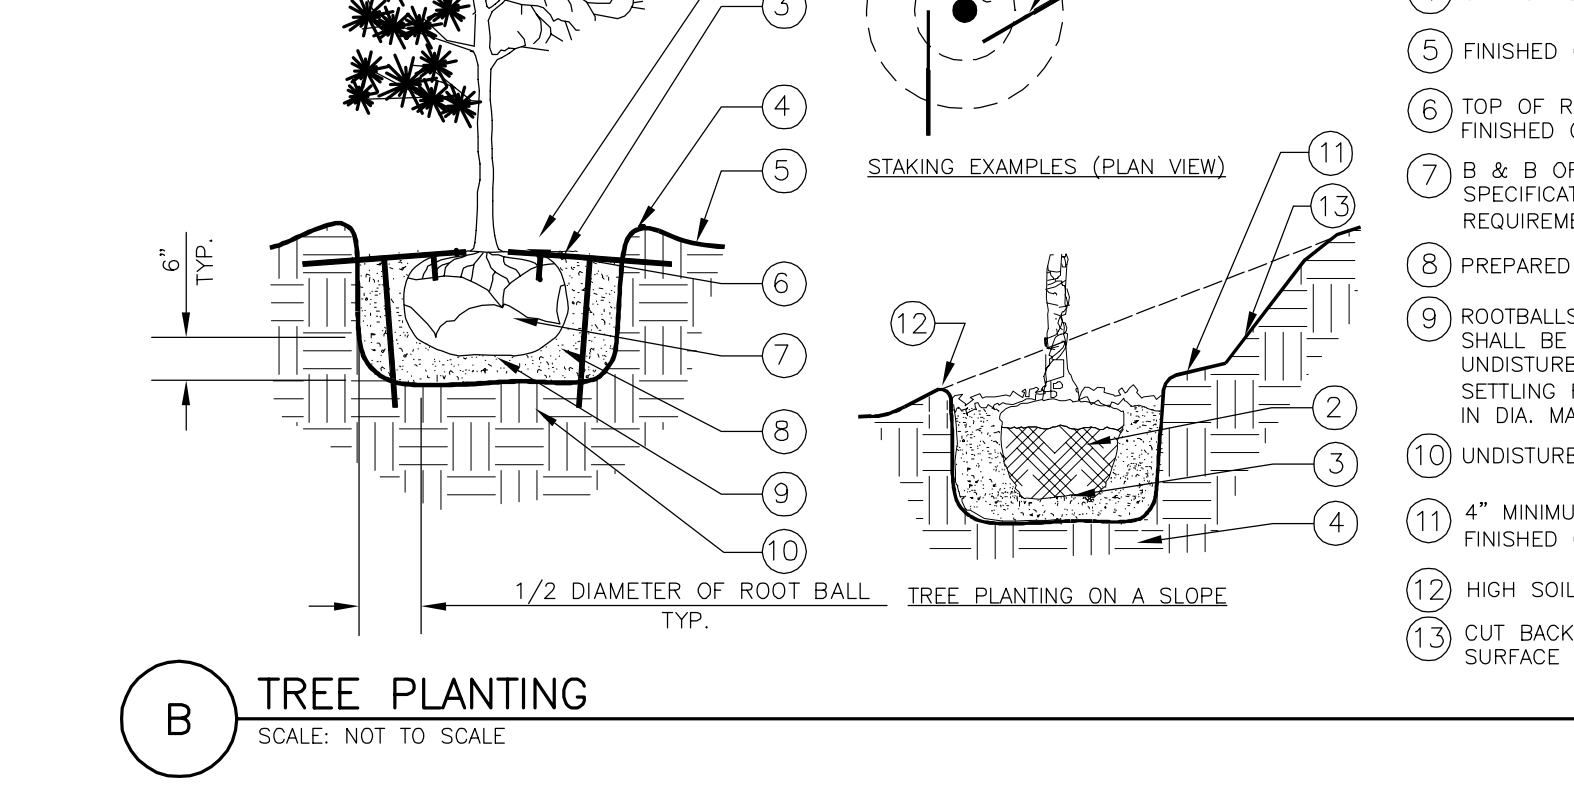 3
4
5
6
7
8
9
10
6"
TYP.
1/2 DIAMETER OF ROOT BALL
TYP.
STAKING EXAMPLES (PLAN VIEW)
11
13
12
2
3
4
TREE PLANTING ON A SLOPE
5 FINISHED
6 TOP OF
FINISHED
7 B & B
SPECIFICAT
REQUIREME
8 PREPARED
9 ROOTBALLS
SHALL BE
UNDISTURB
SETTLING
IN DIA. MA
10 UNDISTURB
11 4" MINIMU
FINISHED
12 HIGH SOIL
13 CUT BACK
SURFACE
B TREE PLANTING
SCALE: NOT TO SCALE